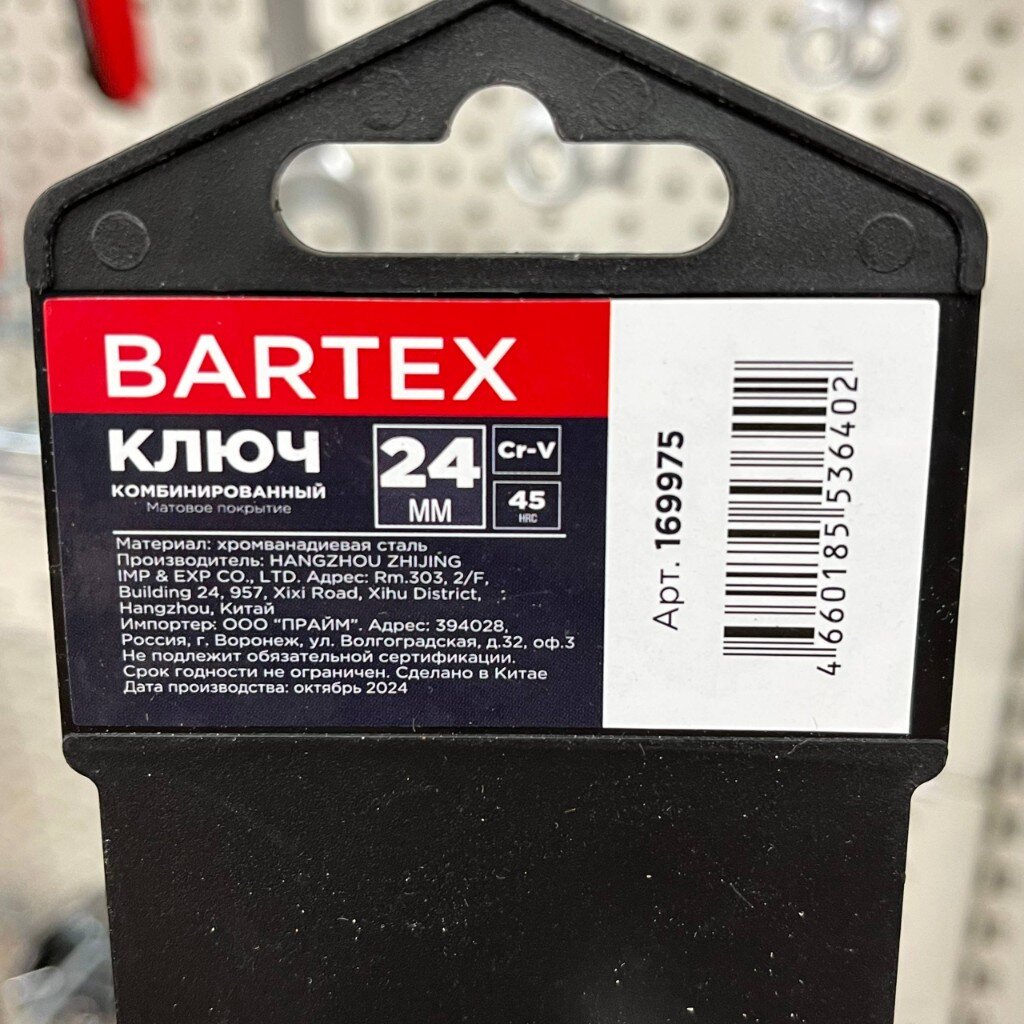 BARTEX
КЛЮЧ
КОМБИНИРОВАННЫЙ
Матовое покрытие
24
ММ
Cr-V
45
HRC
Материал: хромванадиевая сталь
Производитель: HANGZHOU ZHIJING
IMP & EXP CO., LTD. Адрес: Rm.303, 2/F,
Building 24, 957, Xixi Road, Xihu District,
Hangzhou, Китай
Импортер: ООО "ПРАЙМ". Адрес: 394028,
Россия, г. Воронеж, ул. Волгоградская, д.32, оф.3
Не подлежит обязательной сертификации.
Срок годности не ограничен. Сделано в Китае
Дата производства: октябрь 2024
Арт. 169975
4660185536402